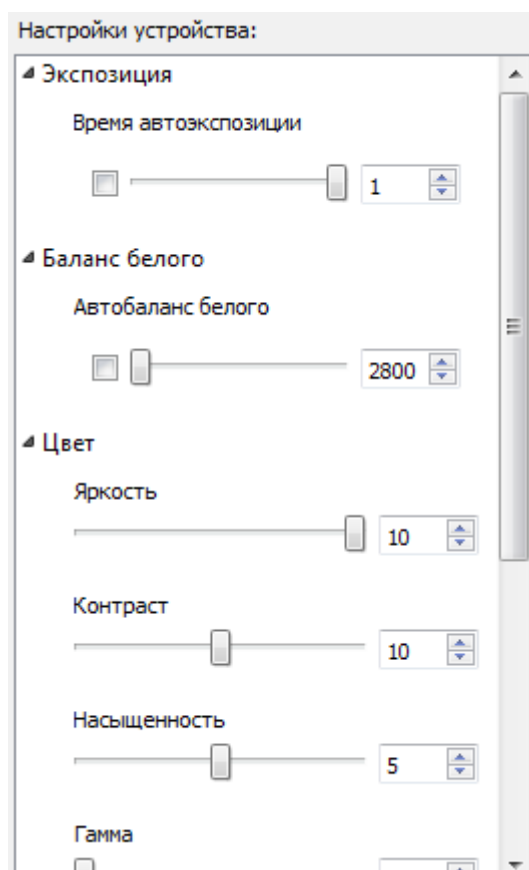 Настройки устройства:
Экспозиция
Время автоэкспозиции
1
Баланс белого
Автобаланс белого
2800
Цвет
Яркость
10
Контраст
10
Насыщенность
5
Гамма